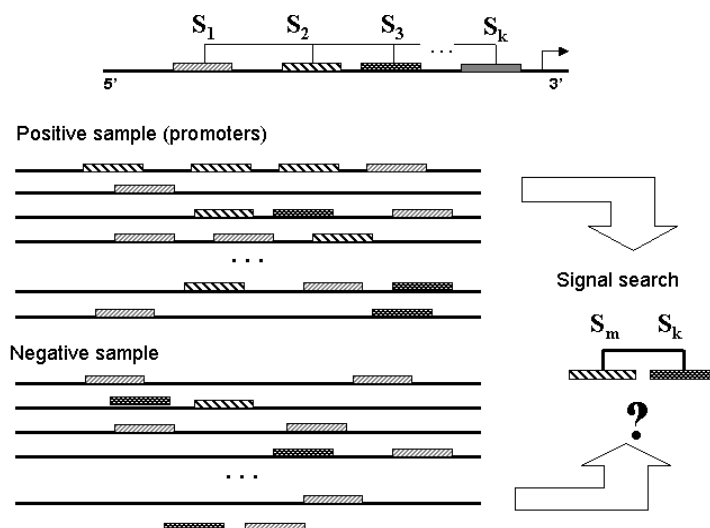 S1 S2 S3 ... Sk
5’ 3’
Positive sample (promoters)
...
Signal search
Sm Sk
Negative sample
?
...